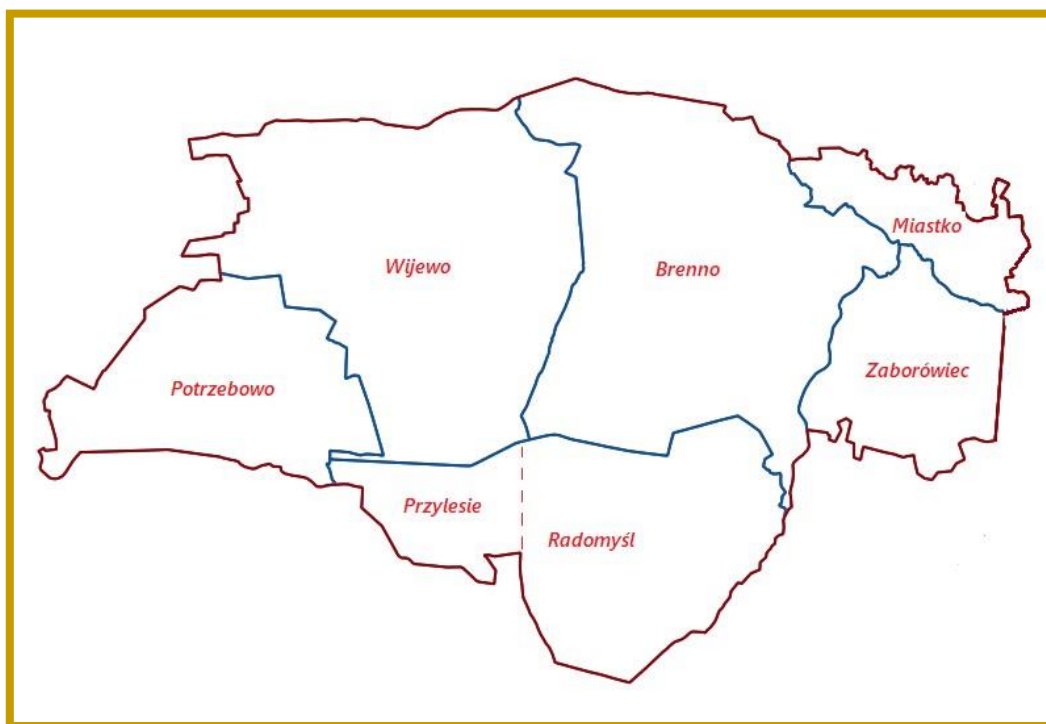 Miastko
Wijewo
Brenno
Zaborówiec
Potrzebowo
Przylesie
Radomyśl